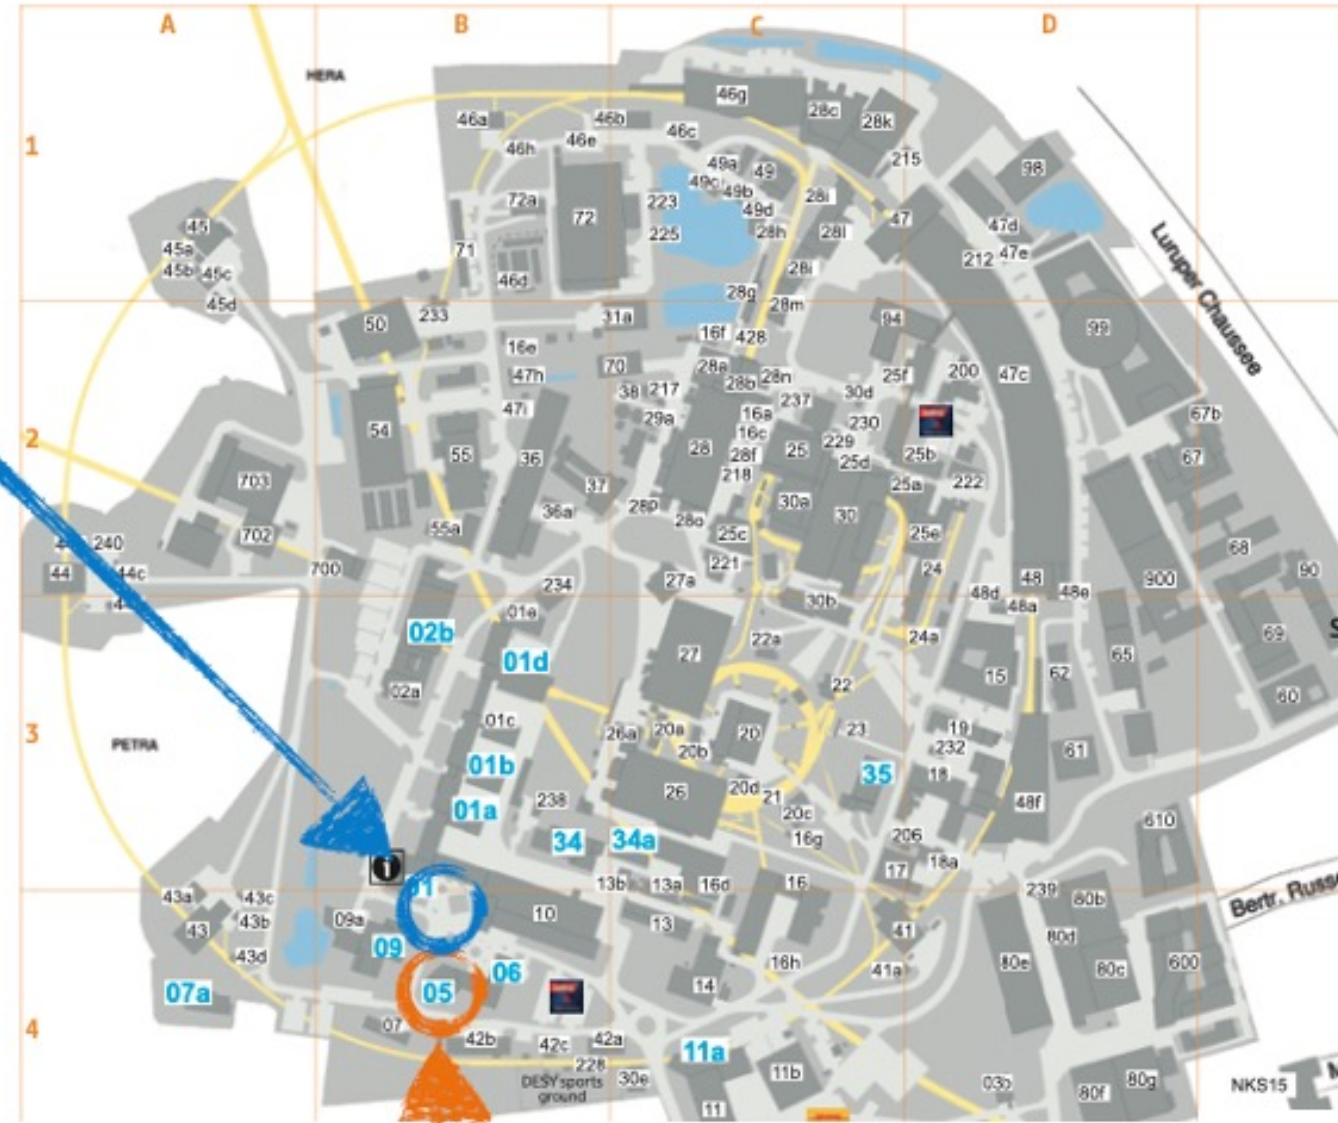 A B C D
HERA
46g
28c
46a 46b 28k
46c
1
46e
46h
215
49a 49 98
49c
49b
28i
72a 223 49d
72 47
45 47d
225 28h 28l
45a 71 47e
212
45b 45c 28i
46d
28g
45d 28m
Luruper Chaussee
233 31a 94
50 99
16f 428
16e
28a 200
70 28n 25f 47c
47h 28b
38 217 30d
237
47i 16a 67b
29a 230
2
54 16c
229
28 25
55 36 28f 25b 67
25d
218
703 37 222
25a
30a
28p
36a 30
28o
55a 25c 25e
702
240 68
221
700 24 90
44 44c 27a 48 900
234 48d 48e
30b 48a
01e
02b 69
22a 24a
27 65
01d
15 62
22
02a 60
01c 23
20a 19
26a 20
3
PETRA 232 61
20b
01b 35 18
20d
26 21
238 48f
01a 20c
610
206
34 34a 16g
18a
17
13b 13a 16d 16
239
43a 43c 01 80b
10
09a 43b 13
43 41 80d
09
43d 16h 80e 600
06 41a 80c
07a 05 14
4
07
42b 42c 42a
11a
228
DESY sports
ground
30e 11b
03b 80g
80f NKS15
11
Bertr. Russe